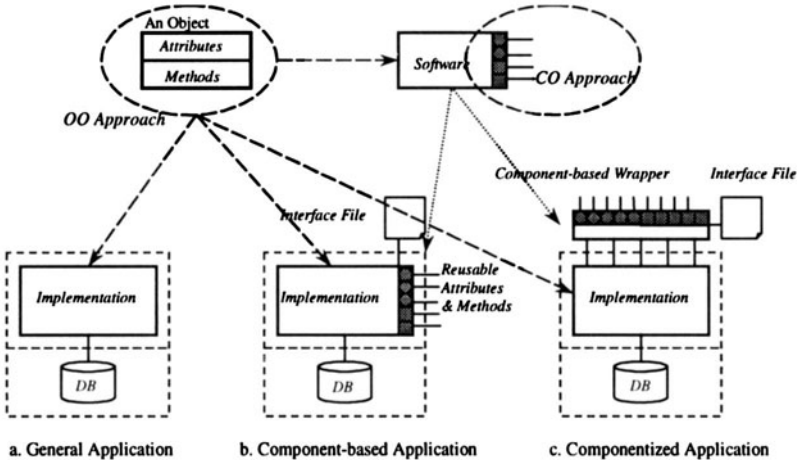 An Object
Attributes
Methods
Software
CO Approach
OO Approach
Component-based Wrapper
Interface File
Interface File
Implementation
Implementation
Reusable
Attributes
& Methods
Implementation
DB
DB
DB
a. General Application
b. Component-based Application
c. Componentized Application